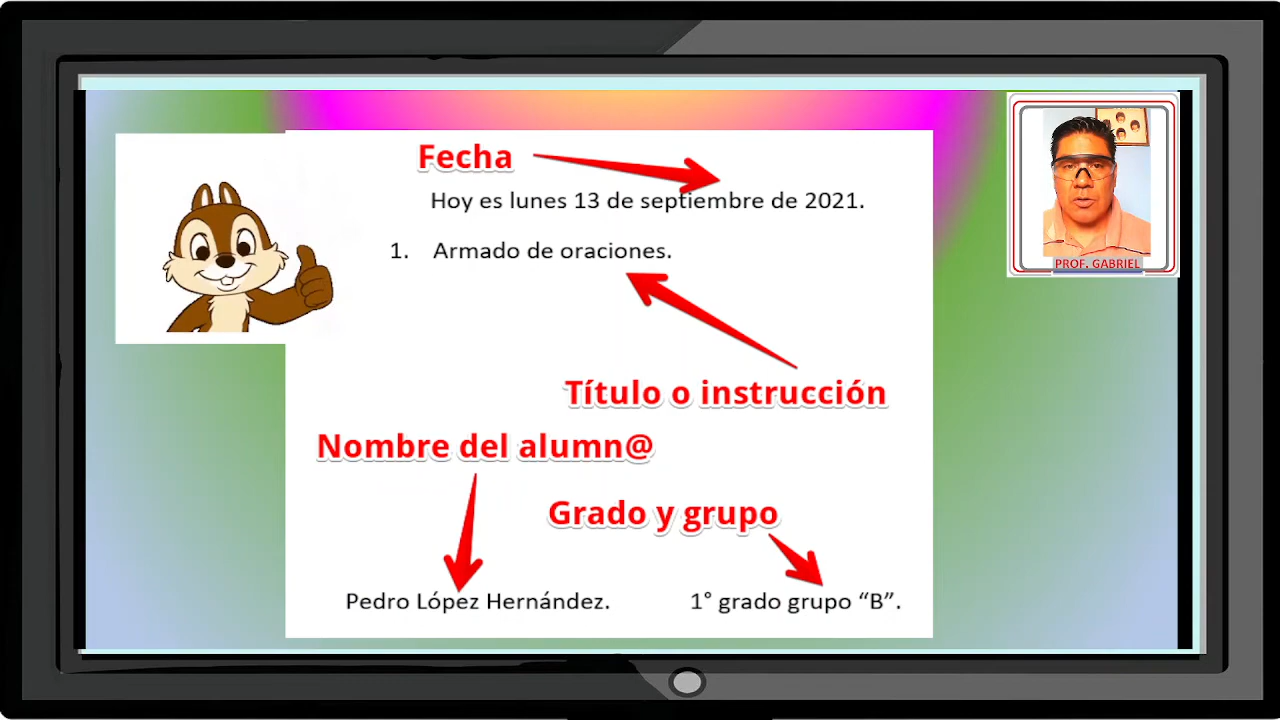 Fecha
Hoy es lunes 13 de septiembre de 2021.
1. Armado de oraciones.
Título o instrucción
Nombre del alumn@
Grado y grupo
Pedro López Hernández.
1° grado grupo “B”.
PROF. GABRIEL